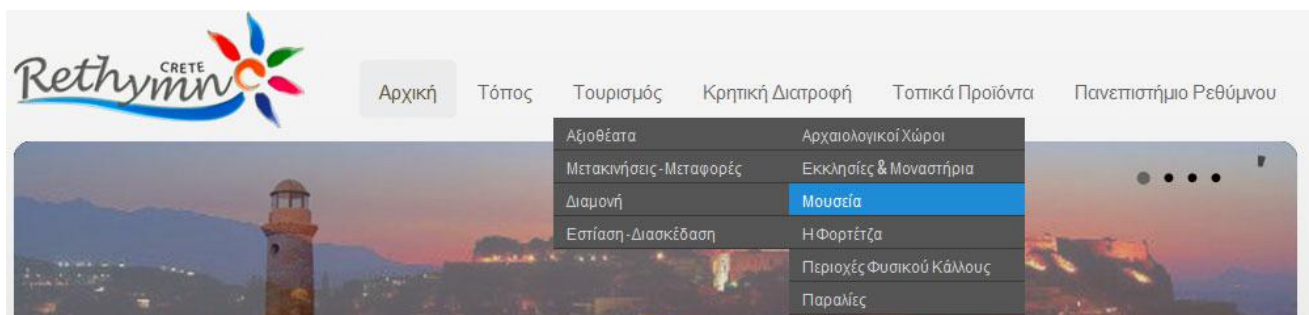 CRETE
Rethymno
Αρχική Τόπος Τουρισμός Κρητική Διατροφή Τοπικά Προϊόντα Πανεπιστήμιο Ρεθύμνου
Αξιοθέατα Αρχαιολογικοί Χώροι
Μετακινήσεις - Μεταφορές Εκκλησίες & Μοναστήρια
Διαμονή Μουσεία
Εστίαση - Διασκέδαση Η Φορτέτζα
Περιοχές Φυσικού Κάλλους
Παραλίες